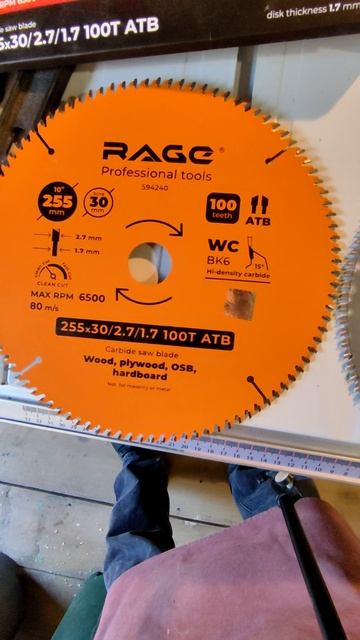 RPM 6500
e saw blade
5x30/2.7/1.7 100T ATB
disk thickness 1.7 mm
RAGE®
Professional tools
594240
10"
255
mm
BORE
30
mm
100
teeth
ATB
2.7 mm
1.7 mm
WC
BK6
15°
Hi-density carbide
CLEAN CUT
MAX RPM 6500
80 m/s
255x30/2.7/1.7 100T ATB
Carbide saw blade
Wood, plywood, OSB,
hardboard
Not for masonry or metal